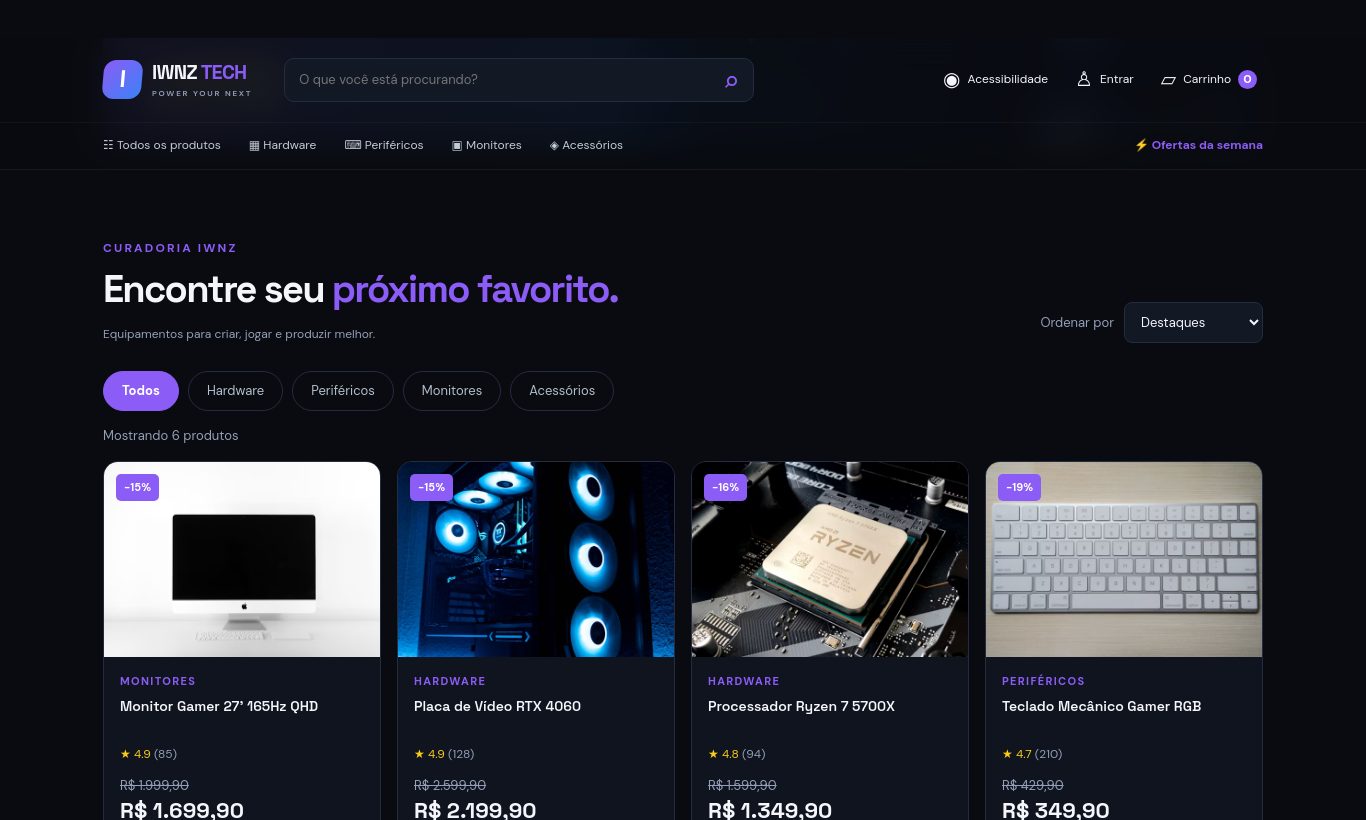 I
IWNZ TECH
POWER YOUR NEXT
O que você está procurando?
Acessibilidade
Entrar
Carrinho
0
Todos os produtos
Hardware
Periféricos
Monitores
Acessórios
⚡ Ofertas da semana
CURADORIA IWNZ
Encontre seu próximo favorito.
Equipamentos para criar, jogar e produzir melhor.
Ordenar por
Destaques
Todos
Hardware
Periféricos
Monitores
Acessórios
Mostrando 6 produtos
-15%
-15%
-16%
RYZEN
-19%
MONITORES
Monitor Gamer 27' 165Hz QHD
★ 4.9 (85)
R$ 1.999,90
R$ 1.699,90
HARDWARE
Placa de Vídeo RTX 4060
★ 4.9 (128)
R$ 2.599,90
R$ 2.199,90
HARDWARE
Processador Ryzen 7 5700X
★ 4.8 (94)
R$ 1.599,90
R$ 1.349,90
PERIFÉRICOS
Teclado Mecânico Gamer RGB
★ 4.7 (210)
R$ 429,90
R$ 349,90